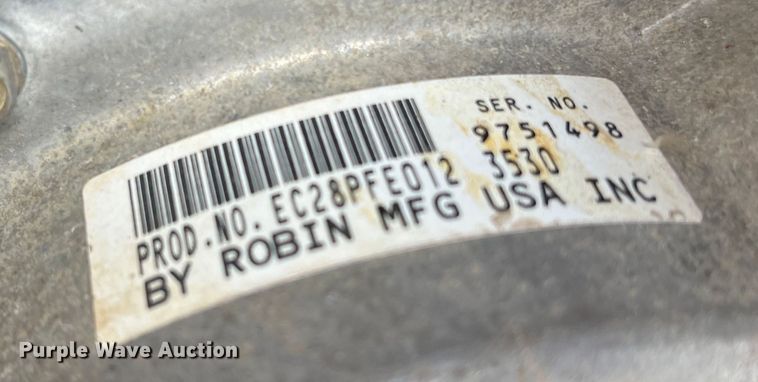 SER. NO.
9751498
PROD.NO.EC28PFE012 3530
BY ROBIN MFG USA INC
Purple Wave Auction